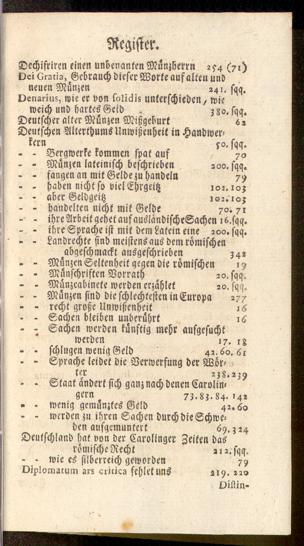 Register.
Dechifriren einen unbenanten Münzherrn 254 (71)
Dei Gratia, Gebrauch dieser Worte auf alten und
neuen Münzen 241. sqq.
Denarius, wie er von solidis unterschieden, wie
weich und hartes Geld 380. sqq.
Deutscher alter Münzen Mißgeburt 62
Deutschen Alterthums Unwißenheit in Handwer-
kern 50. sqq.
- - Bergwerke kommen spat auf 70
- - Münzen lateinisch beschrieben 200. sqq.
- - fangen an mit Gelde zu handeln 79
- - haben nicht so viel Ehrgeitz 101. 103
- - aber Geldgeitz 102. 103
- - handelten nicht mit Gelde 70. 71
- - ihre Arbeit gehet auf ausländische Sachen 16. sqq.
- - ihre Sprache ist mit dem Latein eine 200. sqq.
- - Landrechte sind meistens aus dem römischen
abgeschmackt ausgeschrieben 342
- - Münzen Seltenheit gegen die römischen 19
- - Münzschriften Vorrath 20. sqq.
- - Münzcabinete werden erzählet 20. sqq.
- - Münzen sind die schlechtesten in Europa 277
- - recht große Unwißenheit 16
- - Sachen bleiben unberührt 16
- - Sachen werden künftig mehr aufgesucht
werden 17. 18
- - schlugen wenig Geld 42. 60. 61
- - Sprache leidet die Verwerfung der Wör-
ter 238. 239
- - Staat ändert sich ganz nach denen Carolin-
gern 73. 83. 84. 142
- - wenig gemünztes Geld 42. 60
- - werden zu ihren Sachen durch die Schwe-
den aufgemuntert 69. 324
Deutschland hat von der Carolinger Zeiten das
römische Recht 212. sqq.
- - wie es silberreich geworden 79
Diplomatum ars critica fehlet uns 219. 220
Distin-